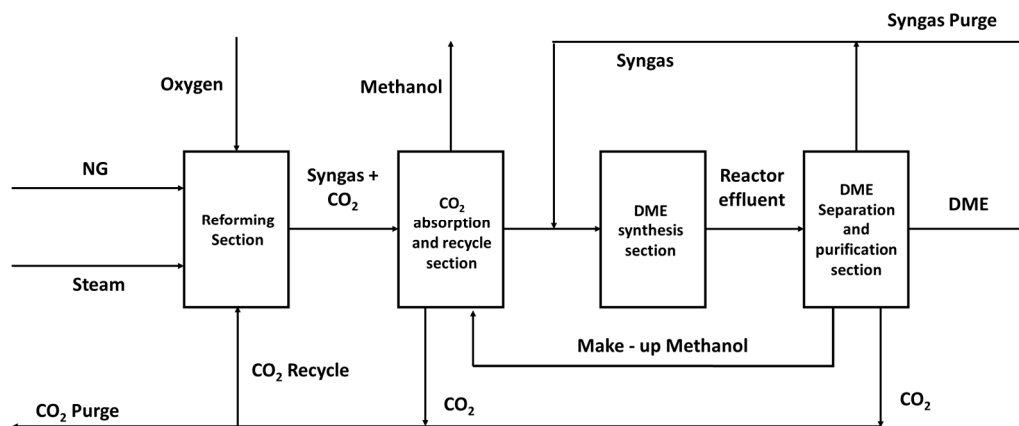 Syngas Purge
Oxygen
Methanol
Syngas
NG
Syngas +
CO₂
Reactor
effluent
DME
Reforming
Section
CO₂
absorption
and recycle
section
DME
synthesis
section
DME
Separation
and
purification
section
Steam
Make - up Methanol
CO₂ Recycle
CO₂ Purge
CO₂
CO₂